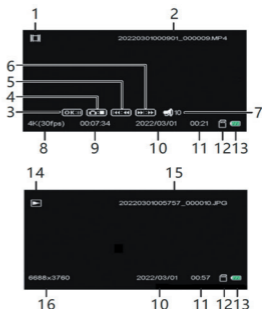 1 2
20220301000901_000009.MP4
6
5
4
3 OK 10 7
4K(30fps) 00:07:34 2022/03/01 00:21
8 9 10 11 12 13
14 15
20220301005757_000010.JPG
6688x3760 2022/03/01 00:57
16 10 11 12 13